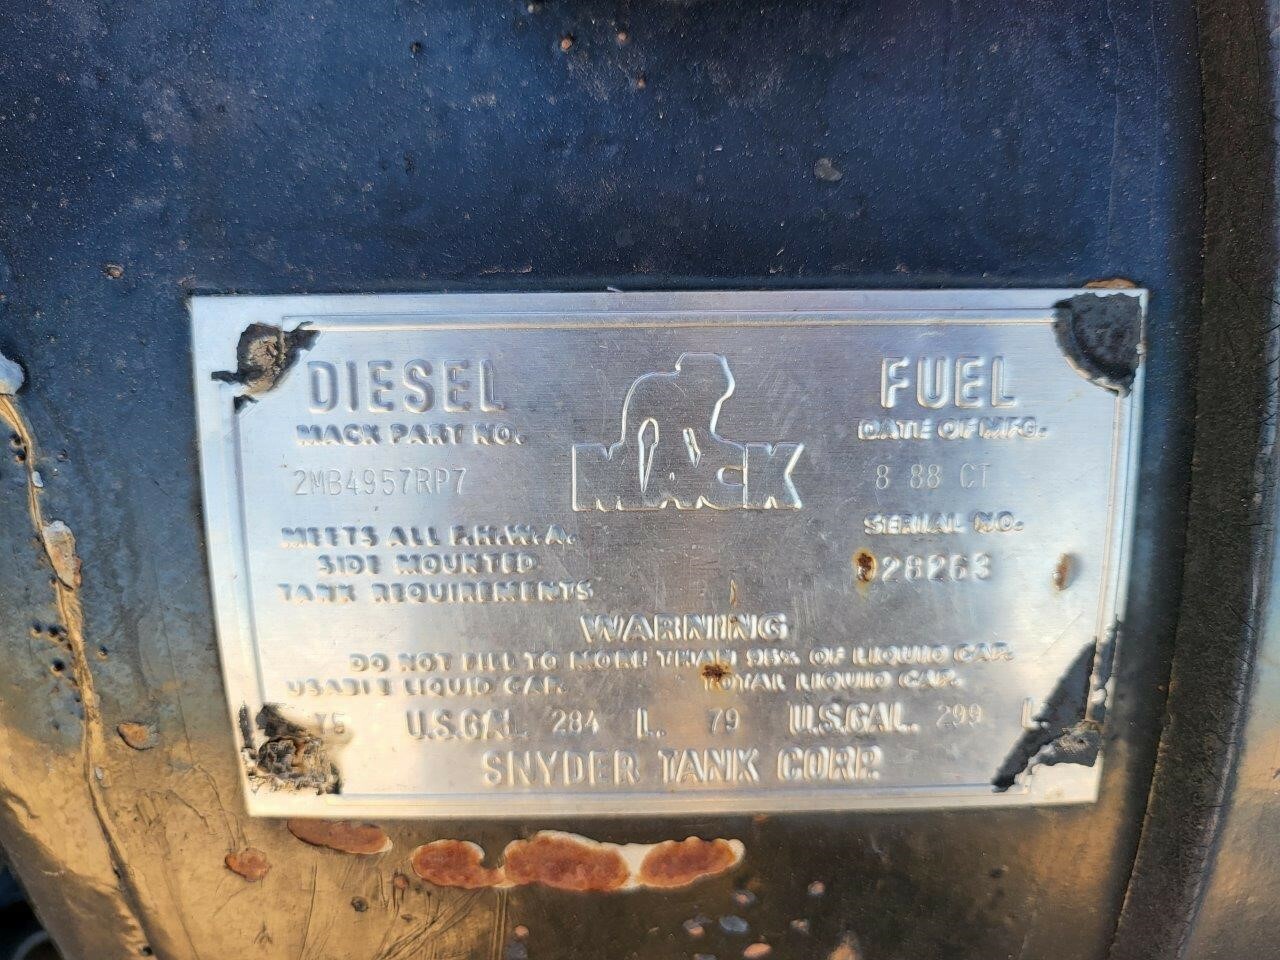 DIESEL FUEL
MACK PART NO. DATE OF MFG.
MACK
2MB4957RP7 8 88 CT
MEETS ALL F.H.W.A. SERIAL NO.
SIDE MOUNTED 28263
TANK REQUIREMENTS
WARNING
DO NOT FILL TO MORE THAN 95% OF LIQUID CAP.
USABLE LIQUID CAP. TOTAL LIQUID CAP.
75 U.S.GAL. 284 L. 79 U.S.GAL. 299 L
SNYDER TANK CORP.